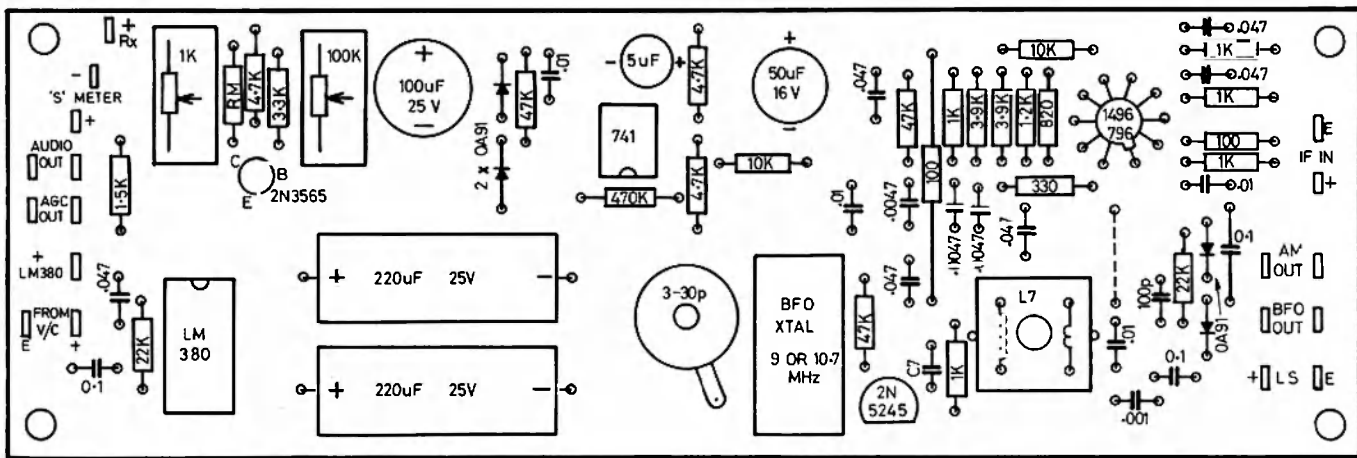 +
Rx
-
'S' METER
+
AUDIO
OUT
AGC
OUT
+
LM380
FROM
V/C
E
+
1K
RM
4.7K
3.3K
100K
+
100uF
25 V
-
47K
.01
2 x OA91
C
B
E
2N3565
1.5K
.047
22K
0.1
LM
380
+ 220uF 25V -
+ 220uF 25V -
- 5uF +
4.7K
741
470K
4.7K
+
50uF
16 V
-
10K
3-30p
BFO
XTAL
9 OR 10.7
MHz
.047
47K
100
1K
3.9K
3.9K
1.2K
820
10K
1496
796
330
.01
.0047
.0047
.0047
.047
.047
47K
2N
5245
C7
1K
L7
.01
.001
0.1
100p
22K
OA91
0.1
.047
1K
.047
1K
100
1K
.01
E
IF IN
+
AM
OUT
BFO
OUT
+ LS E